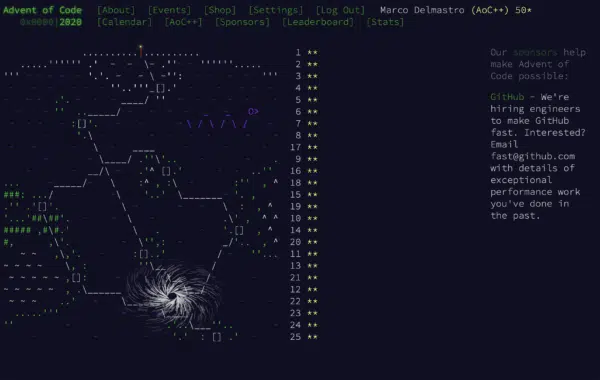 Advent of Code [About] [Events] [Shop] [Settings] [Log Out] Marco Delmastro (AoC++) 50*
0x0000|2020 [Calendar] [AoC++] [Sponsors] [Leaderboard] [Stats]
1 **
2 **
3 **
4 **
5 **
6 **
7 **
8 **
17 **
9 **
16 **
18 **
15 **
19 **
10 **
14 **
20 **
11 **
13 **
21 **
12 **
22 **
23 **
24 **
25 **
Our sponsors help
make Advent of
Code possible:
GitHub - We're
hiring engineers
to make GitHub
fast. Interested?
Email
fast@github.com
with details of
exceptional
performance work
you've done in
the past.